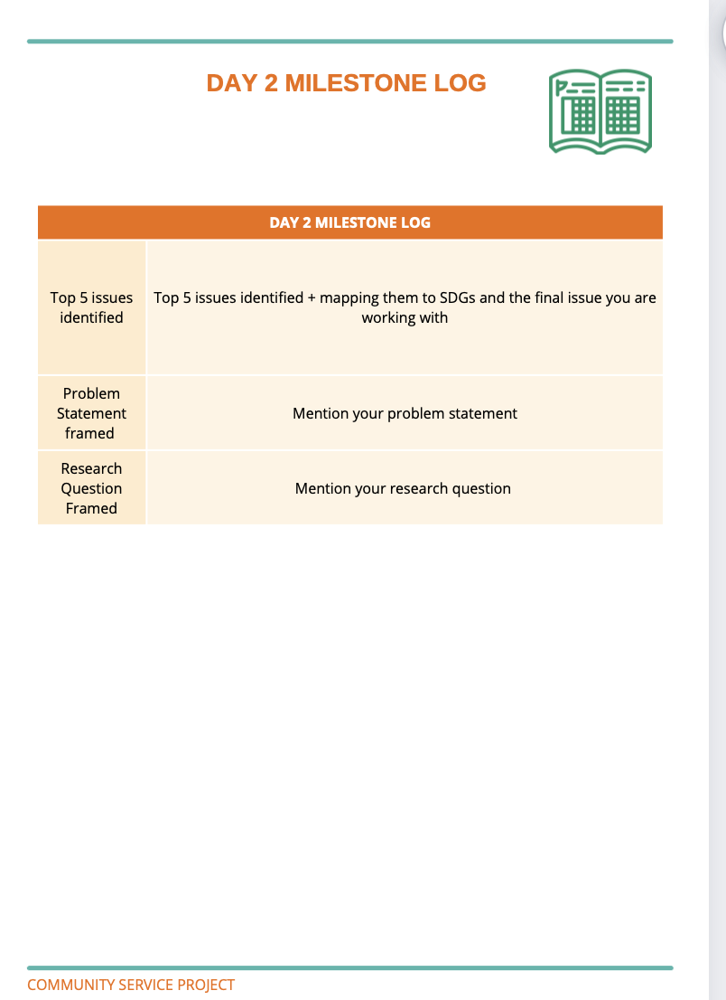 DAY 2 MILESTONE LOG
DAY 2 MILESTONE LOG
Top 5 issues
identified
Top 5 issues identified + mapping them to SDGs and the final issue you are
working with
Problem
Statement
framed
Mention your problem statement
Research
Question
Framed
Mention your research question
COMMUNITY SERVICE PROJECT